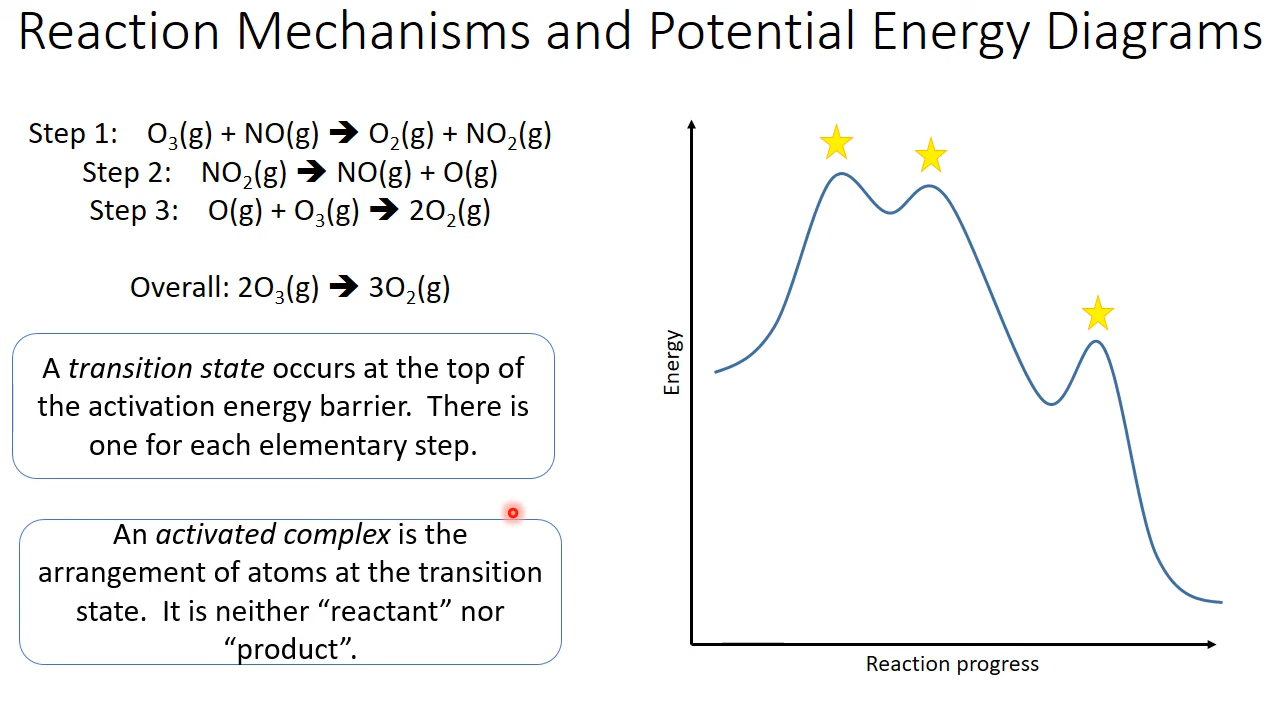 Reaction Mechanisms and Potential Energy Diagrams
Step 1: O₃(g) + NO(g) 🡺 O₂(g) + NO₂(g)
Step 2: NO₂(g) 🡺 NO(g) + O(g)
Step 3: O(g) + O₃(g) 🡺 2O₂(g)
Overall: 2O₃(g) 🡺 3O₂(g)
A transition state occurs at the top of
the activation energy barrier. There is
one for each elementary step.
An activated complex is the
arrangement of atoms at the transition
state. It is neither “reactant” nor
“product”.
Energy
Reaction progress